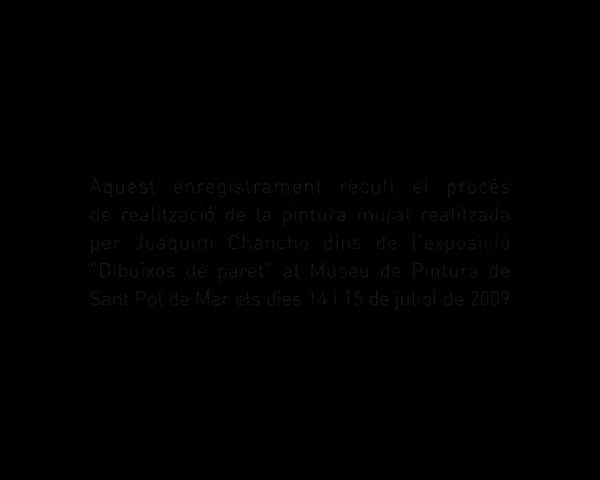 Aquest enregistrament recull el procés
de realització de la pintura mural realitzada
per Joaquim Chancho dins de l'exposició
"Dibuixos de paret" al Museu de Pintura de
Sant Pol de Mar els dies 14 i 15 de juliol de 2009